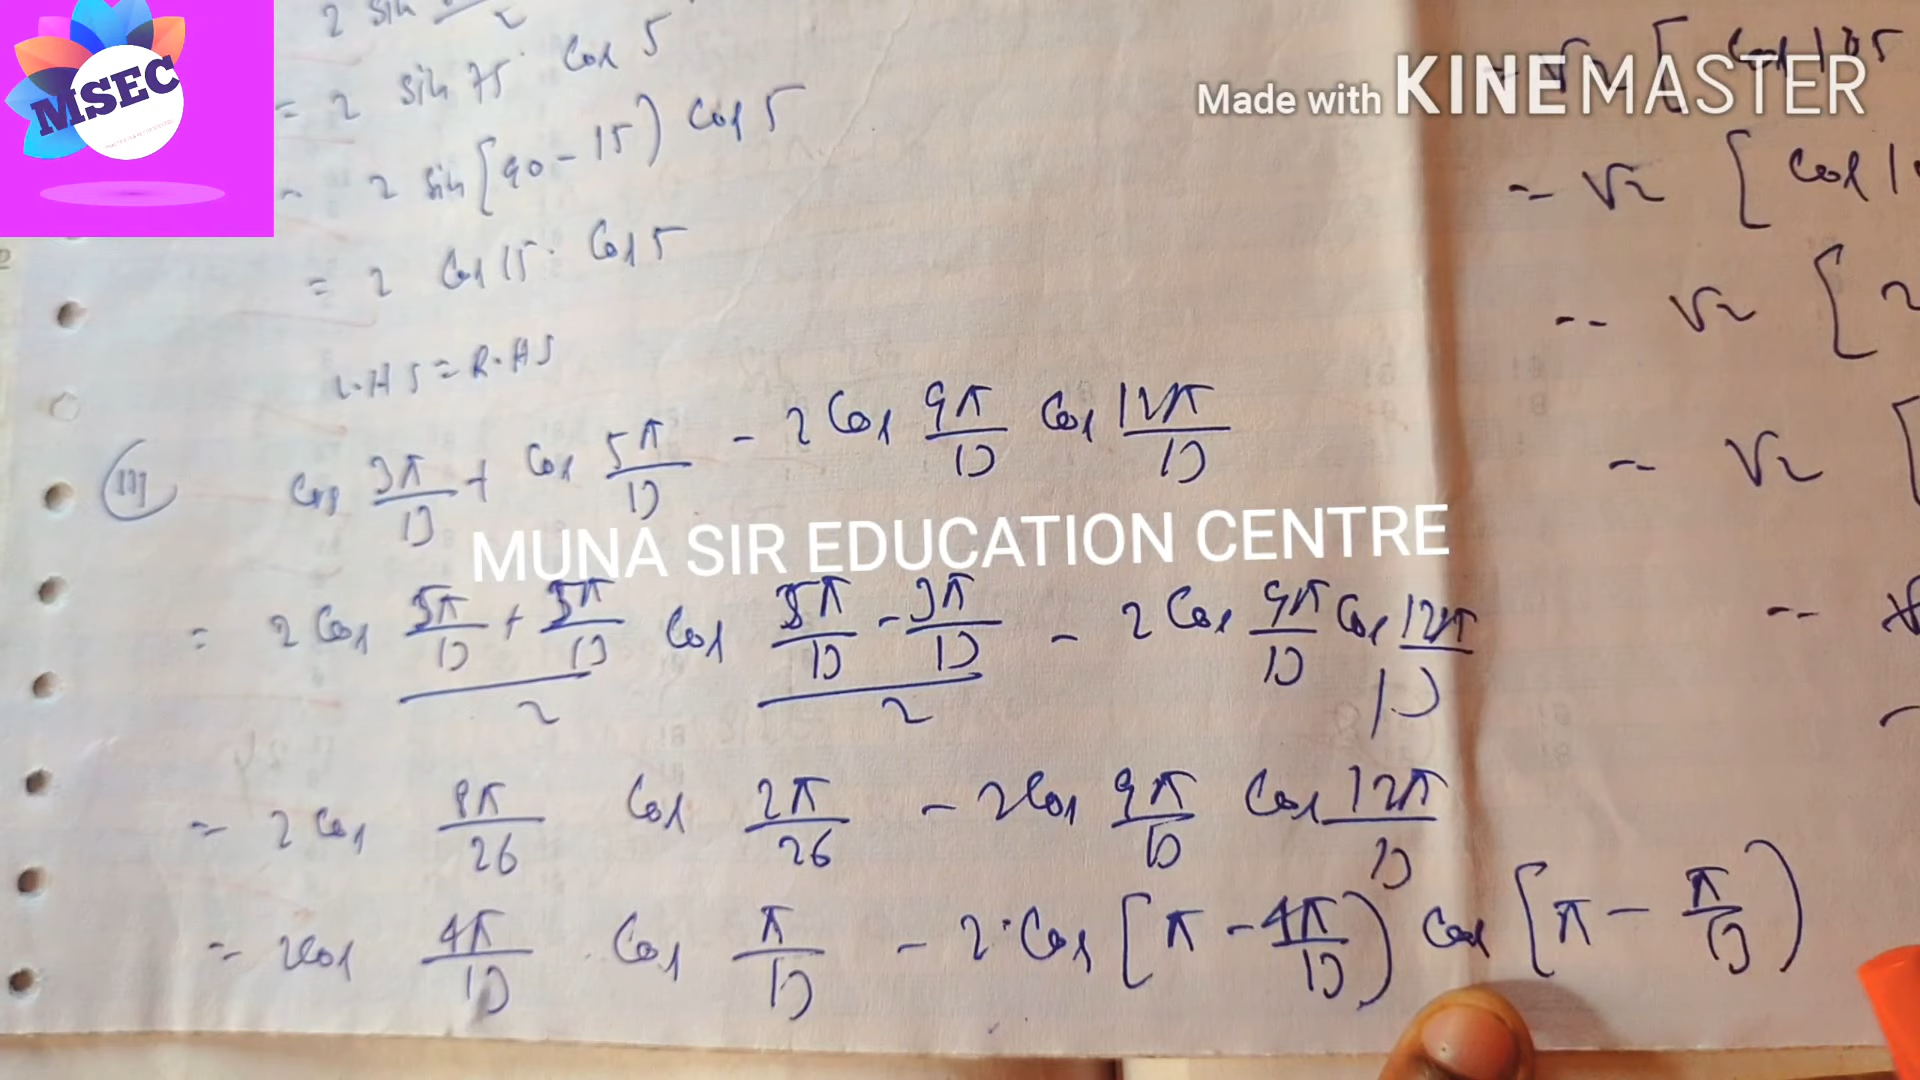 MSEC
Made with KINEMASTER
2 sin
= 2 sin 75 cos 5
= 2 sin [90 - 15) cos 5
= 2 cos 15 . cos 5
L.H.S = R.H.S
(III) cos 3π/13 + cos 5π/13 - 2 cos 9π/13 cos 12π/13
MUNA SIR EDUCATION CENTRE
= 2 cos (5π/13 + 3π/13)/2 cos (5π/13 - 3π/13)/2 - 2 cos 9π/13 cos 12π/13
= 2 cos 8π/26 cos 2π/26 - 2 cos 9π/13 cos 12π/13
= 2 cos 4π/13 . cos π/13 - 2 . cos [π - 4π/13) cos [π - π/13)
= √2 [ cos
= √2 { 2
= √2 [